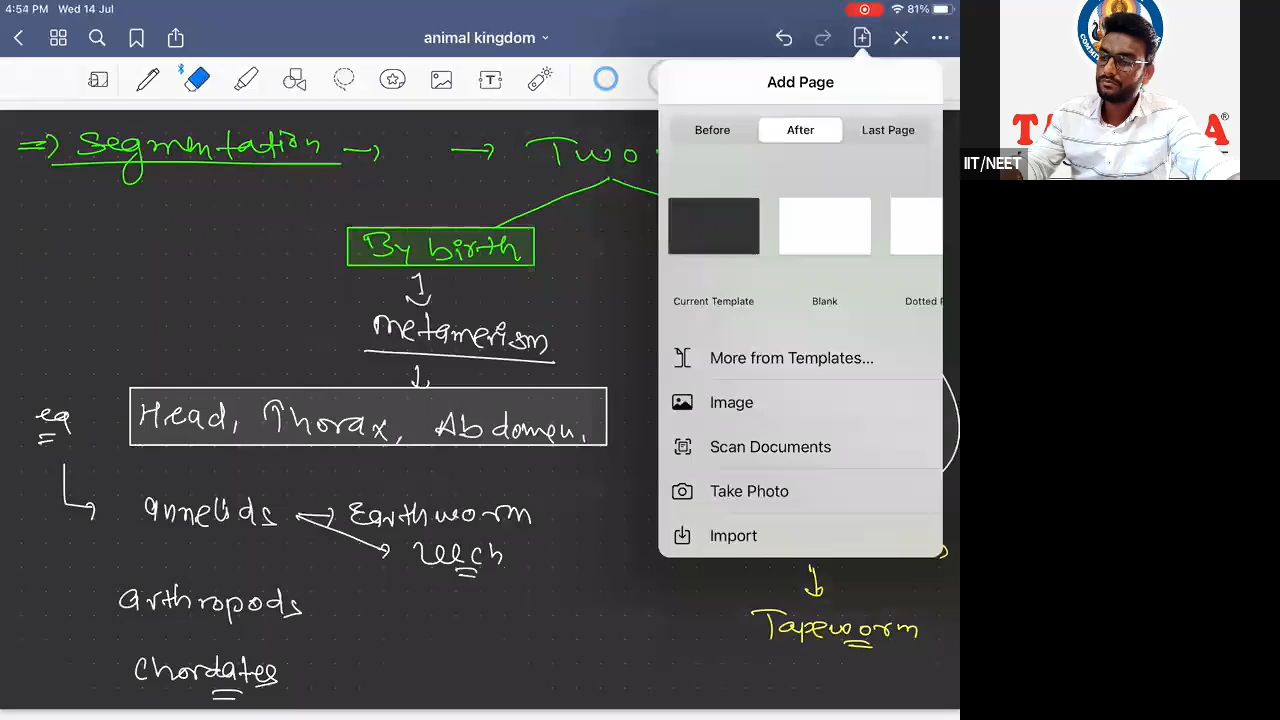 4:54 PM Wed 14 Jul 81%
animal kingdom
Add Page
Before After Last Page
Current Template Blank Dotted
More from Templates...
Image
Scan Documents
Take Photo
Import
=> Segmentation → → Two
By birth
metamerism
eg Head, Thorax, Abdomen.
annelids → Earthworm
leech
arthropods
Chordates
Tapeworm
IIT/NEET